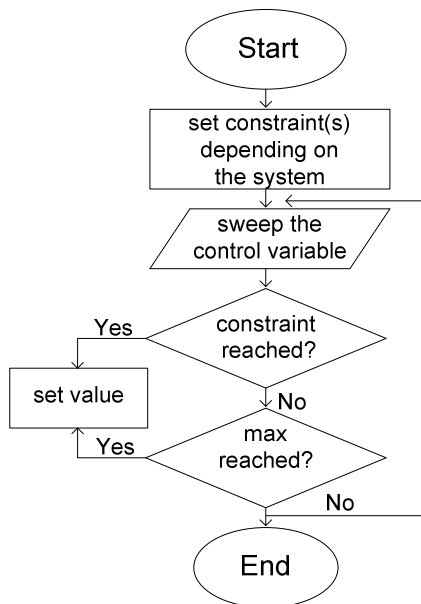 Start
set constraint(s)
depending on
the system
sweep the
control variable
Yes
constraint
reached?
set value
No
Yes
max
reached?
No
End